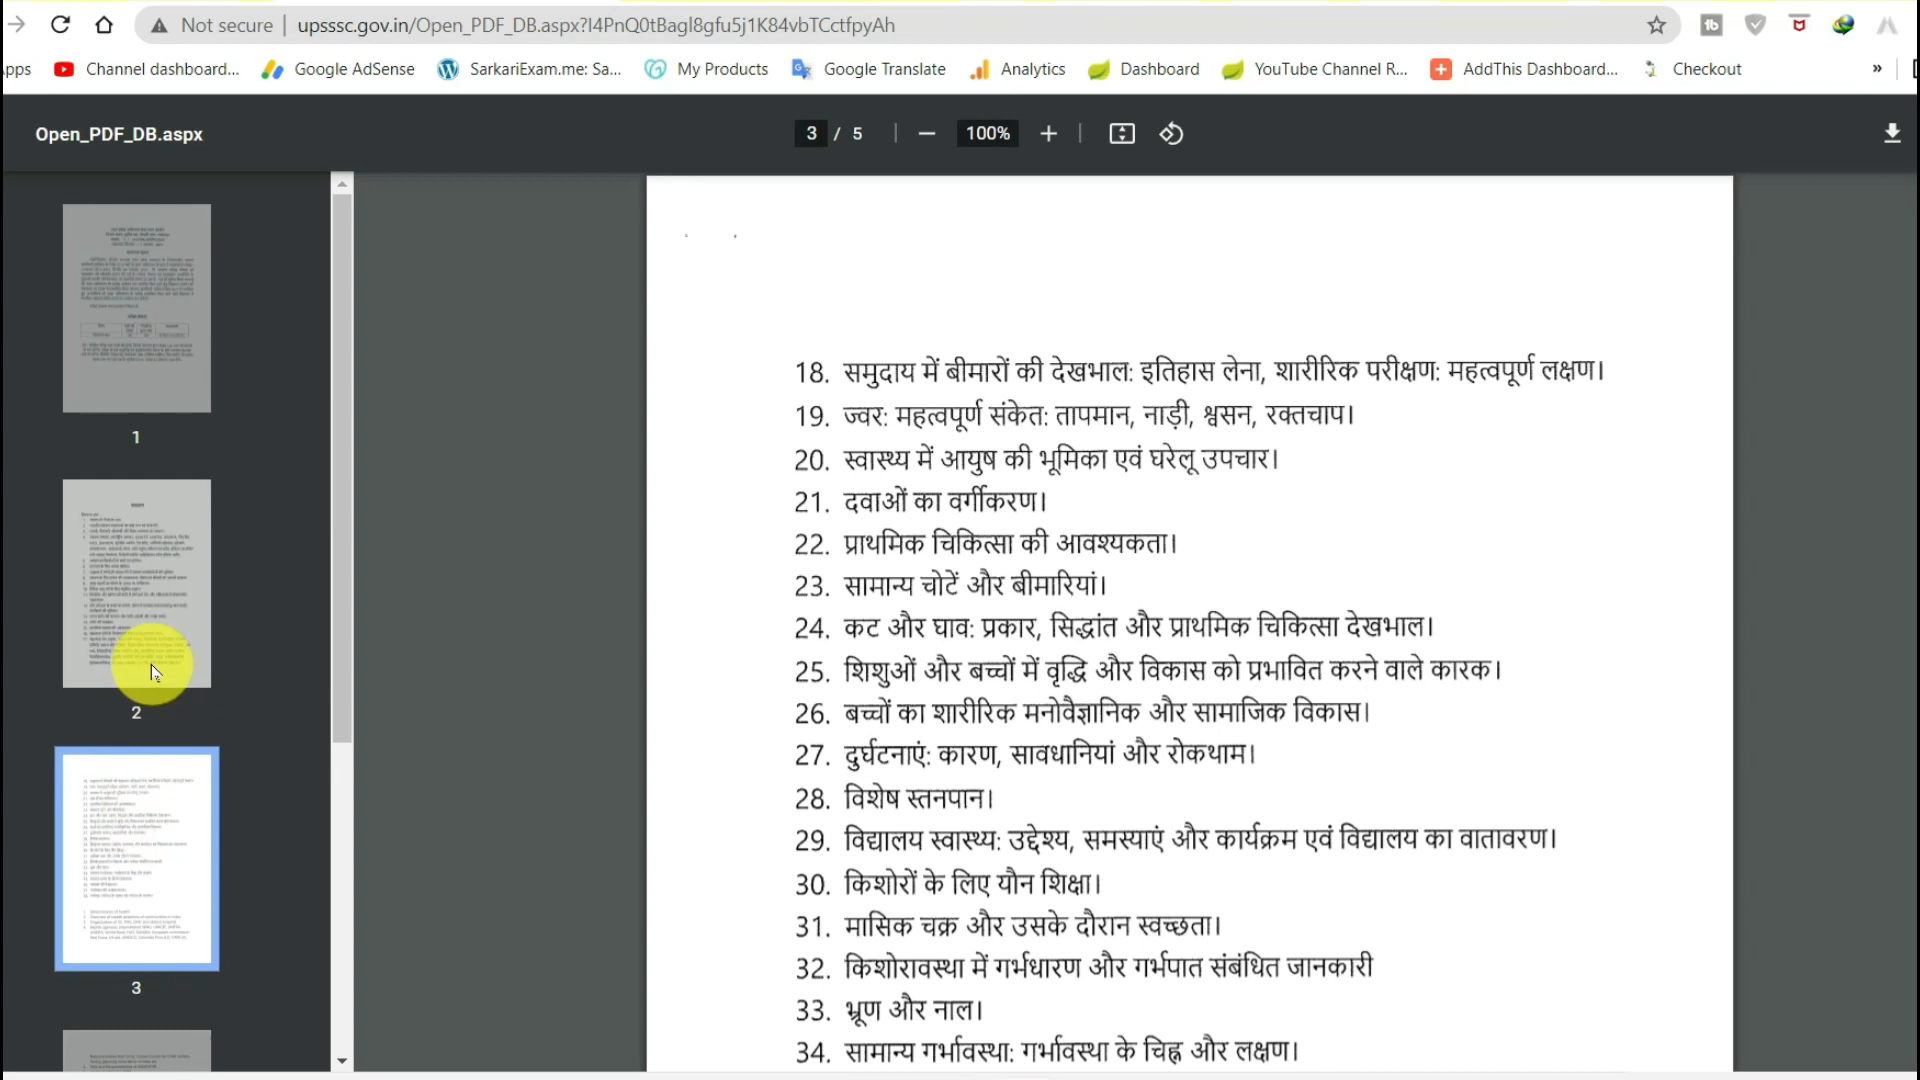 Not secure | upsssc.gov.in/Open_PDF_DB.aspx?I4PnQ0tBagl8gfu5j1K84vbTCctfpyAh
pps Channel dashboard... Google AdSense SarkariExam.me: Sa... My Products Google Translate Analytics Dashboard YouTube Channel R... AddThis Dashboard... Checkout »
Open_PDF_DB.aspx 3 / 5 100%
1
2
3
18. समुदाय में बीमारों की देखभाल: इतिहास लेना, शारीरिक परीक्षण: महत्वपूर्ण लक्षण।
19. ज्वर: महत्वपूर्ण संकेत: तापमान, नाड़ी, श्वसन, रक्तचाप।
20. स्वास्थ्य में आयुष की भूमिका एवं घरेलू उपचार।
21. दवाओं का वर्गीकरण।
22. प्राथमिक चिकित्सा की आवश्यकता।
23. सामान्य चोटें और बीमारियां।
24. कट और घाव: प्रकार, सिद्धांत और प्राथमिक चिकित्सा देखभाल।
25. शिशुओं और बच्चों में वृद्धि और विकास को प्रभावित करने वाले कारक।
26. बच्चों का शारीरिक मनोवैज्ञानिक और सामाजिक विकास।
27. दुर्घटनाएं: कारण, सावधानियां और रोकथाम।
28. विशेष स्तनपान।
29. विद्यालय स्वास्थ्य: उद्देश्य, समस्याएं और कार्यक्रम एवं विद्यालय का वातावरण।
30. किशोरों के लिए यौन शिक्षा।
31. मासिक चक्र और उसके दौरान स्वच्छता।
32. किशोरावस्था में गर्भधारण और गर्भपात संबंधित जानकारी
33. भ्रूण और नाल।
34. सामान्य गर्भावस्था: गर्भावस्था के चिह्न और लक्षण।